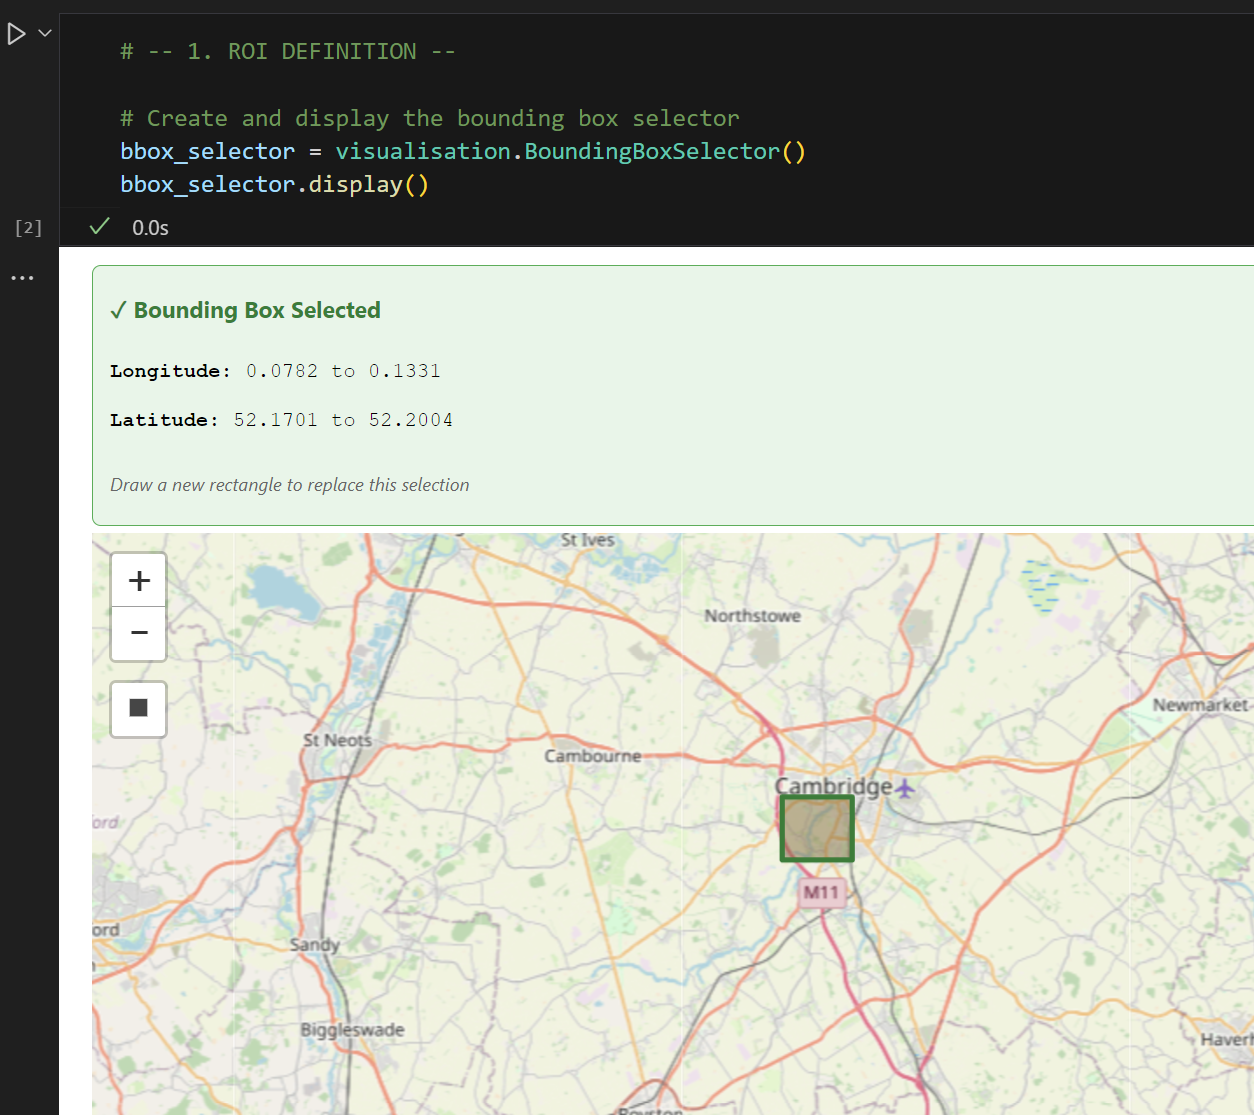 # -- 1. ROI DEFINITION --
# Create and display the bounding box selector
bbox_selector = visualisation.BoundingBoxSelector()
bbox_selector.display()
[2]
✓ 0.0s
...
✓ Bounding Box Selected
Longitude: 0.0782 to 0.1331
Latitude: 52.1701 to 52.2004
Draw a new rectangle to replace this selection
+
−
St Ives
Northstowe
Newmarket
St Neots
Cambourne
Cambridge
ord
M11
ord
Sandy
Biggleswade
Haverh
Royston